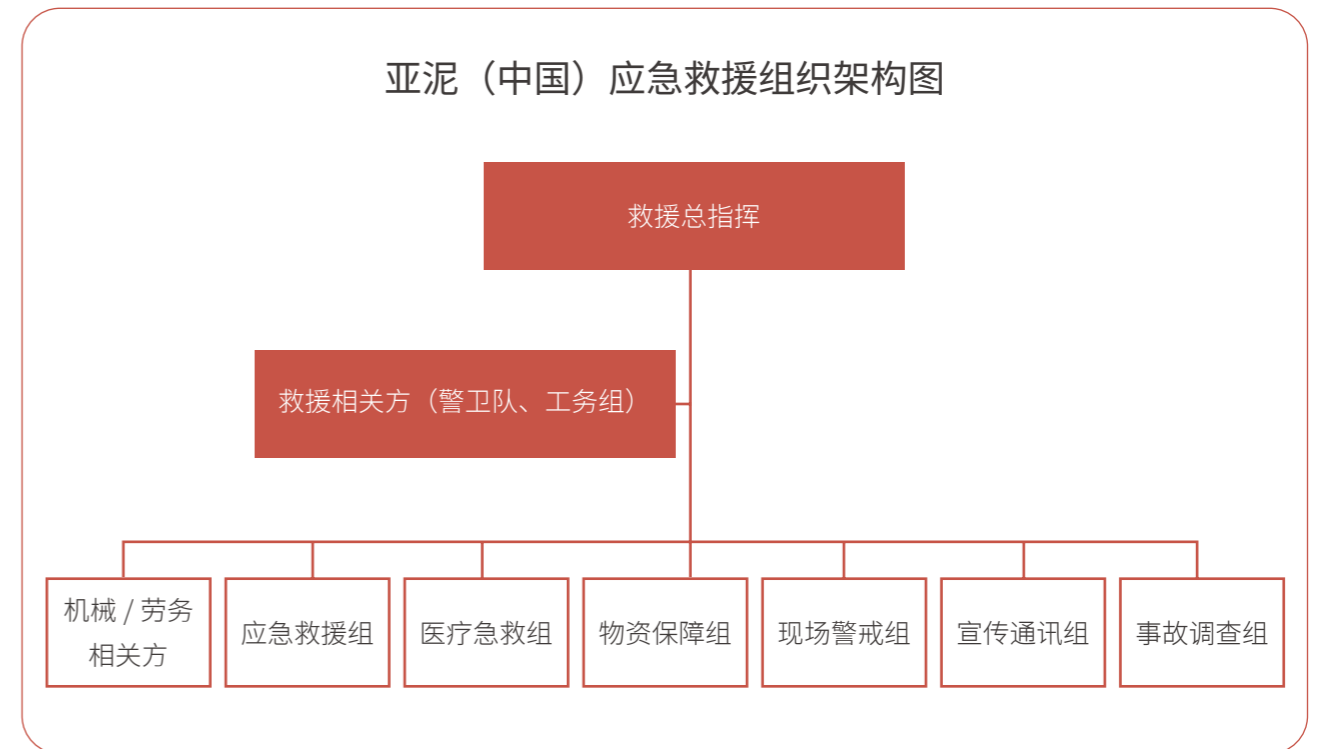 亚泥（中国）应急救援组织架构图
救援总指挥
救援相关方（警卫队、工务组）
机械 / 劳务
相关方
应急救援组
医疗急救组
物资保障组
现场警戒组
宣传通讯组
事故调查组